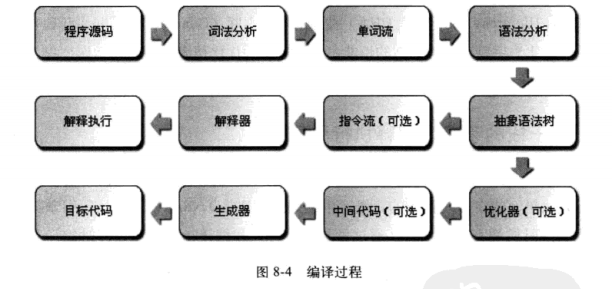 程序源码 词法分析 单词流 语法分析
解释执行 解释器 指令流（可选） 抽象语法树
目标代码 生成器 中间代码（可选） 优化器（可选）
图 8-4 编译过程